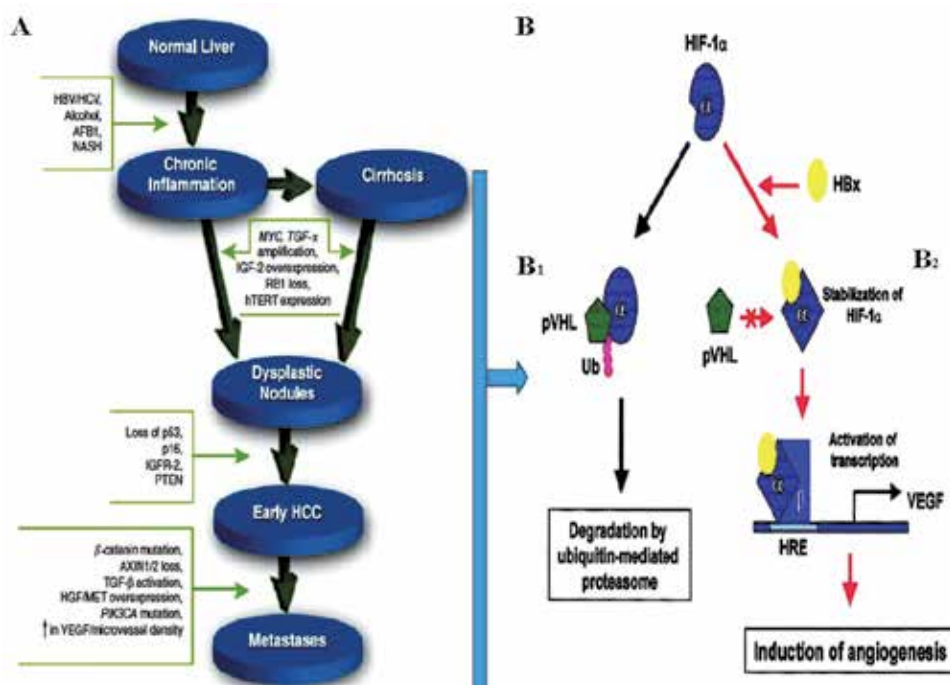 A
Normal Liver
HBV/HCV,
Alcohol,
AFB1,
NASH
Chronic
Inflammation
Cirrhosis
MYC, TGF-α
amplification,
IGF-2 overexpression,
RB1 loss,
hTERT expression
Dysplastic
Nodules
Loss of p53,
p16,
IGFR-2,
PTEN
Early HCC
β-catenin mutation,
AXIN1/2 loss,
TGF-β activation,
HGF/MET overexpression,
PIK3CA mutation,
↑ in VEGF/microvessel density
Metastases
B
HIF-1α
α
HBx
B1
pVHL
α
Ub
Degradation by
ubiquitin-mediated
proteasome
B2
pVHL
α
Stabilization of
HIF-1α
Activation of
transcription
α
VEGF
HRE
Induction of angiogenesis